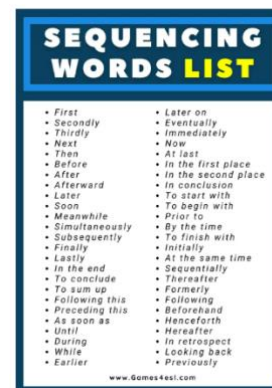 SEQUENCING
WORDS LIST
• First
• Secondly
• Thirdly
• Next
• Then
• Before
• After
• Afterward
• Later
• Soon
• Meanwhile
• Simultaneously
• Subsequently
• Finally
• Lastly
• In the end
• To conclude
• To sum up
• Following this
• Preceding this
• As soon as
• Until
• During
• While
• Earlier
• Later on
• Eventually
• Immediately
• Now
• At last
• In the first place
• In the second place
• In conclusion
• To start with
• To begin with
• Prior to
• By the time
• To finish with
• Initially
• At the same time
• Sequentially
• Thereafter
• Formerly
• Following
• Beforehand
• Henceforth
• Hereafter
• In retrospect
• Looking back
• Previously
www.Games4esl.com